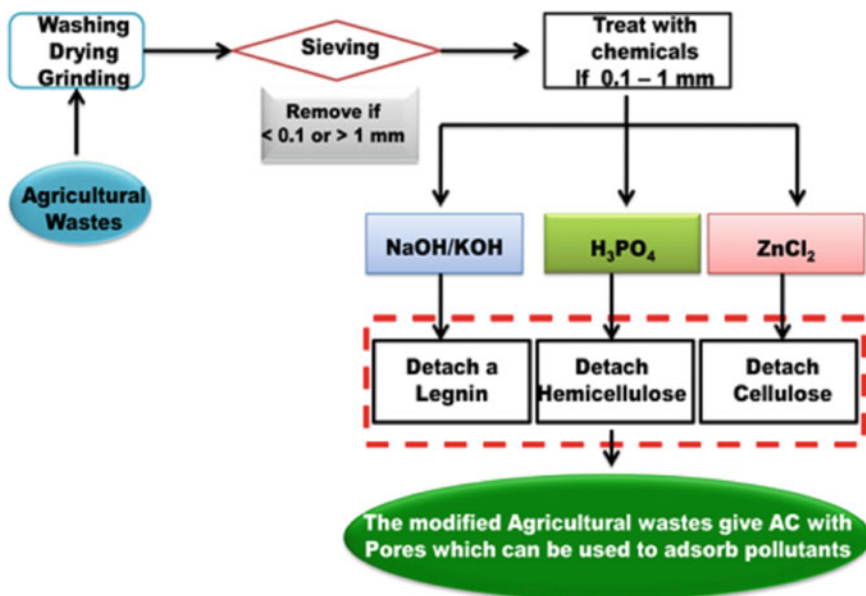 Washing
Drying
Grinding
Sieving
Treat with
chemicals
If 0.1 – 1 mm
Remove if
< 0.1 or > 1 mm
Agricultural
Wastes
NaOH/KOH
H₃PO₄
ZnCl₂
Detach a
Legnin
Detach
Hemicellulose
Detach
Cellulose
The modified Agricultural wastes give AC with
Pores which can be used to adsorb pollutants